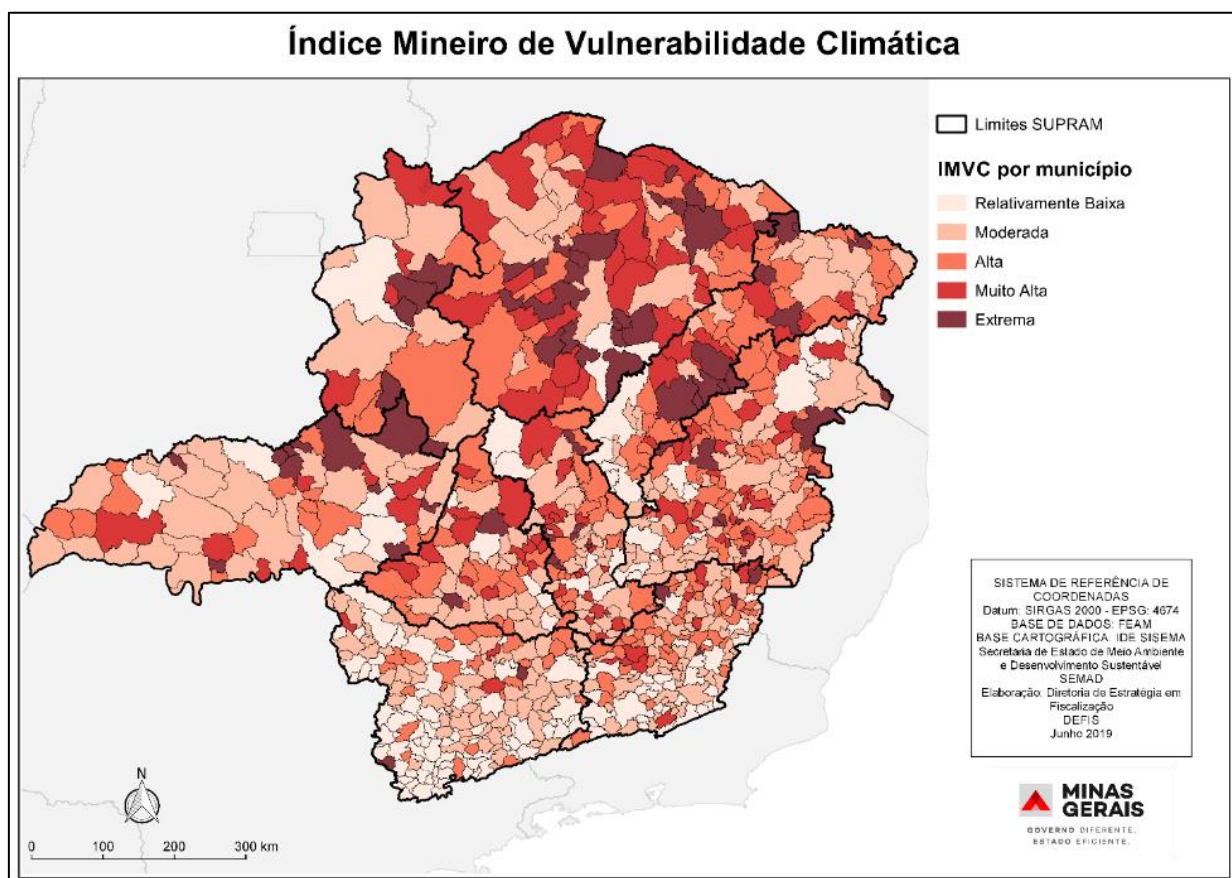 Índice Mineiro de Vulnerabilidade Climática
Limites SUPRAM
IMVC por município
Relativamente Baixa
Moderada
Alta
Muito Alta
Extrema
SISTEMA DE REFERÊNCIA DE
COORDENADAS
Datum: SIRGAS 2000 - EPSG: 4674
BASE DE DADOS: FEAM
BASE CARTOGRÁFICA IDE SISEMA
Secretaria de Estado de Meio Ambiente
e Desenvolvimento Sustentável
SEMAD
Elaboração: Diretoria de Estratégia em
Fiscalização
DEFIS
Junho 2019
N
0 100 200 300 km
MINAS
GERAIS
GOVERNO DIFERENTE.
ESTADO EFICIENTE.